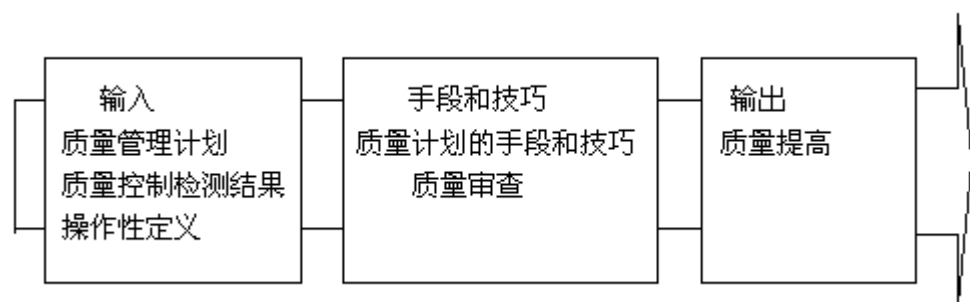 输入
质量管理计划
质量控制检测结果
操作性定义
手段和技巧
质量计划的手段和技巧
质量审查
输出
质量提高